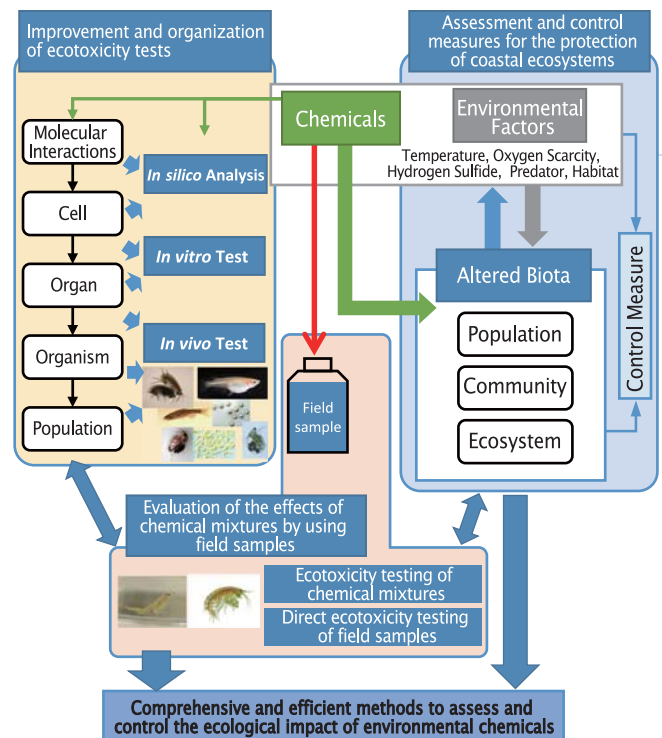 Improvement and organization
of ecotoxicity tests
Assessment and control
measures for the protection
of coastal ecosystems
Chemicals
Environmental
Factors
Temperature, Oxygen Scarcity,
Hydrogen Sulfide, Predator, Habitat
Molecular
Interactions
Cell
Organ
Organism
Population
In silico Analysis
In vitro Test
In vivo Test
Field
sample
Altered Biota
Population
Community
Ecosystem
Control Measure
Evaluation of the effects of
chemical mixtures by using
field samples
Ecotoxicity testing of
chemical mixtures
Direct ecotoxicity testing
of field samples
Comprehensive and efficient methods to assess and
control the ecological impact of environmental chemicals